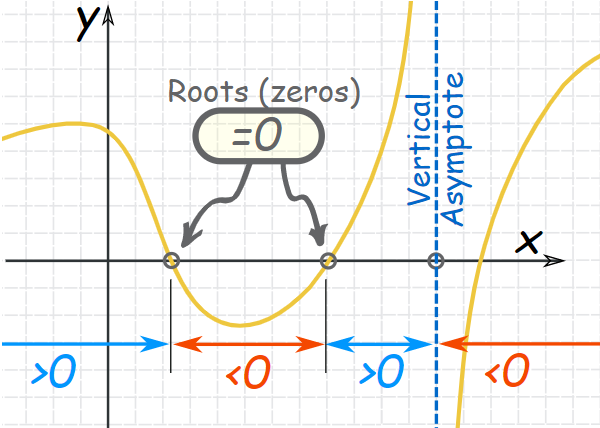 y
Roots (zeros)
=0
Vertical
Asymptote
x
>0
<0
>0
<0